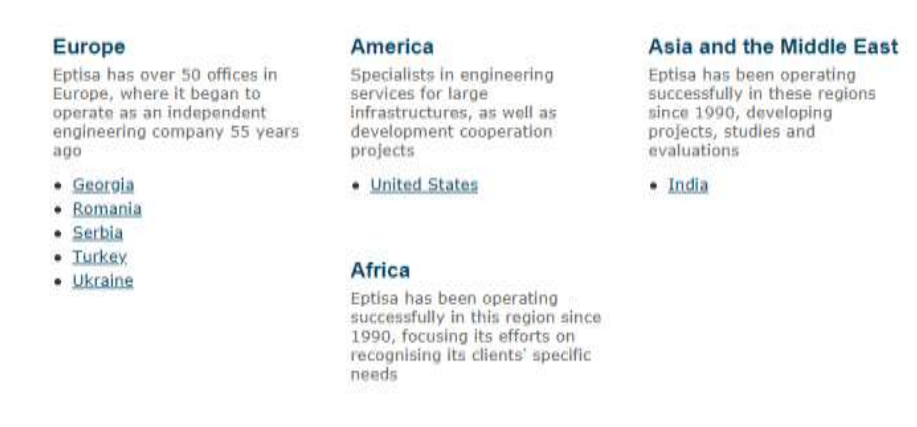 Europe
Eptisa has over 50 offices in
Europe, where it began to
operate as an independent
engineering company 55 years
ago
• Georgia
• Romania
• Serbia
• Turkey
• Ukraine
America
Specialists in engineering
services for large
infrastructures, as well as
development cooperation
projects
• United States
Africa
Eptisa has been operating
successfully in this region since
1990, focusing its efforts on
recognising its clients' specific
needs
Asia and the Middle East
Eptisa has been operating
successfully in these regions
since 1990, developing
projects, studies and
evaluations
• India